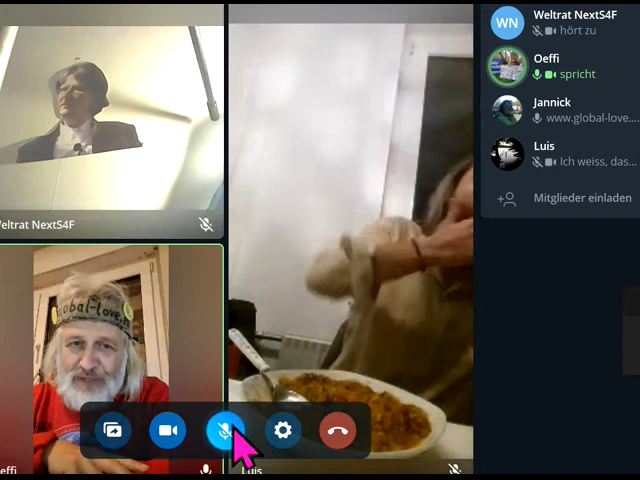 WN
Weltrat NextS4F
hört zu
Oeffi
spricht
Jannick
www.global-love....
Luis
Ich weiss, das...
Mitglieder einladen
Weltrat NextS4F
global-love.
effi
Luis